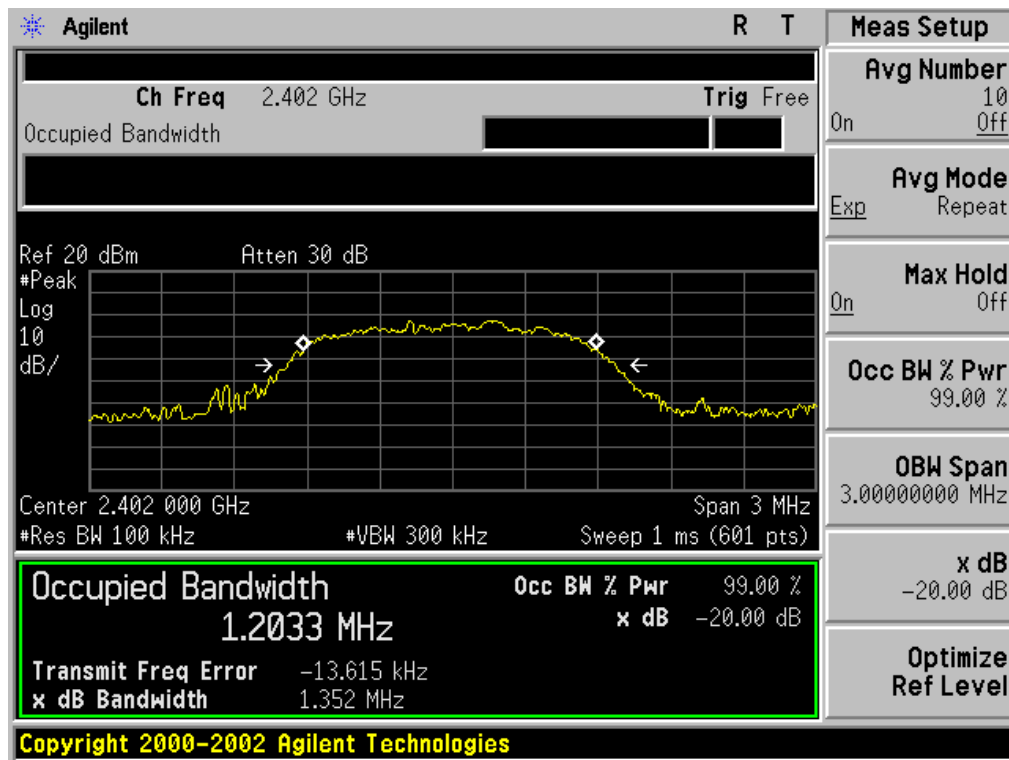 Agilent R T
Ch Freq 2.402 GHz Trig Free
Occupied Bandwidth
Ref 20 dBm Atten 30 dB
#Peak
Log
10
dB/
Center 2.402 000 GHz Span 3 MHz
#Res BW 100 kHz #VBW 300 kHz Sweep 1 ms (601 pts)
Occupied Bandwidth Occ BW % Pwr 99.00 %
1.2033 MHz x dB -20.00 dB
Transmit Freq Error -13.615 kHz
x dB Bandwidth 1.352 MHz
Copyright 2000-2002 Agilent Technologies
Meas Setup
Avg Number
10
On Off
Avg Mode
Exp Repeat
Max Hold
On Off
Occ BW % Pwr
99.00 %
OBW Span
3.00000000 MHz
x dB
-20.00 dB
Optimize
Ref Level